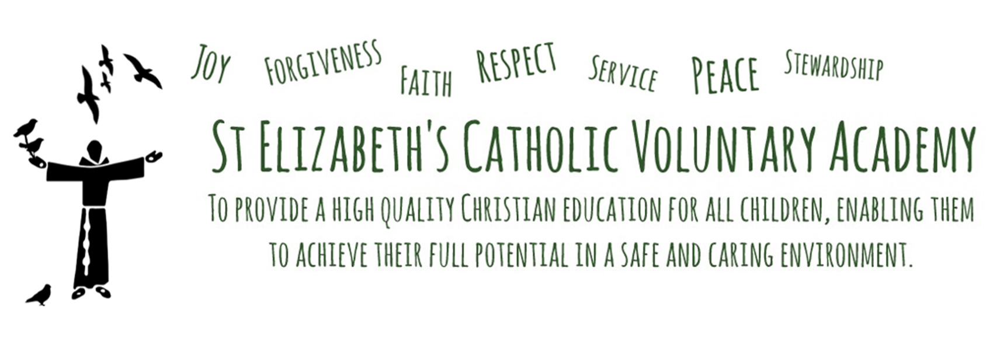 Joy Forgiveness Faith Respect Service Peace Stewardship
St Elizabeth's Catholic Voluntary Academy
To provide a high quality Christian education for all children, enabling them
to achieve their full potential in a safe and caring environment.